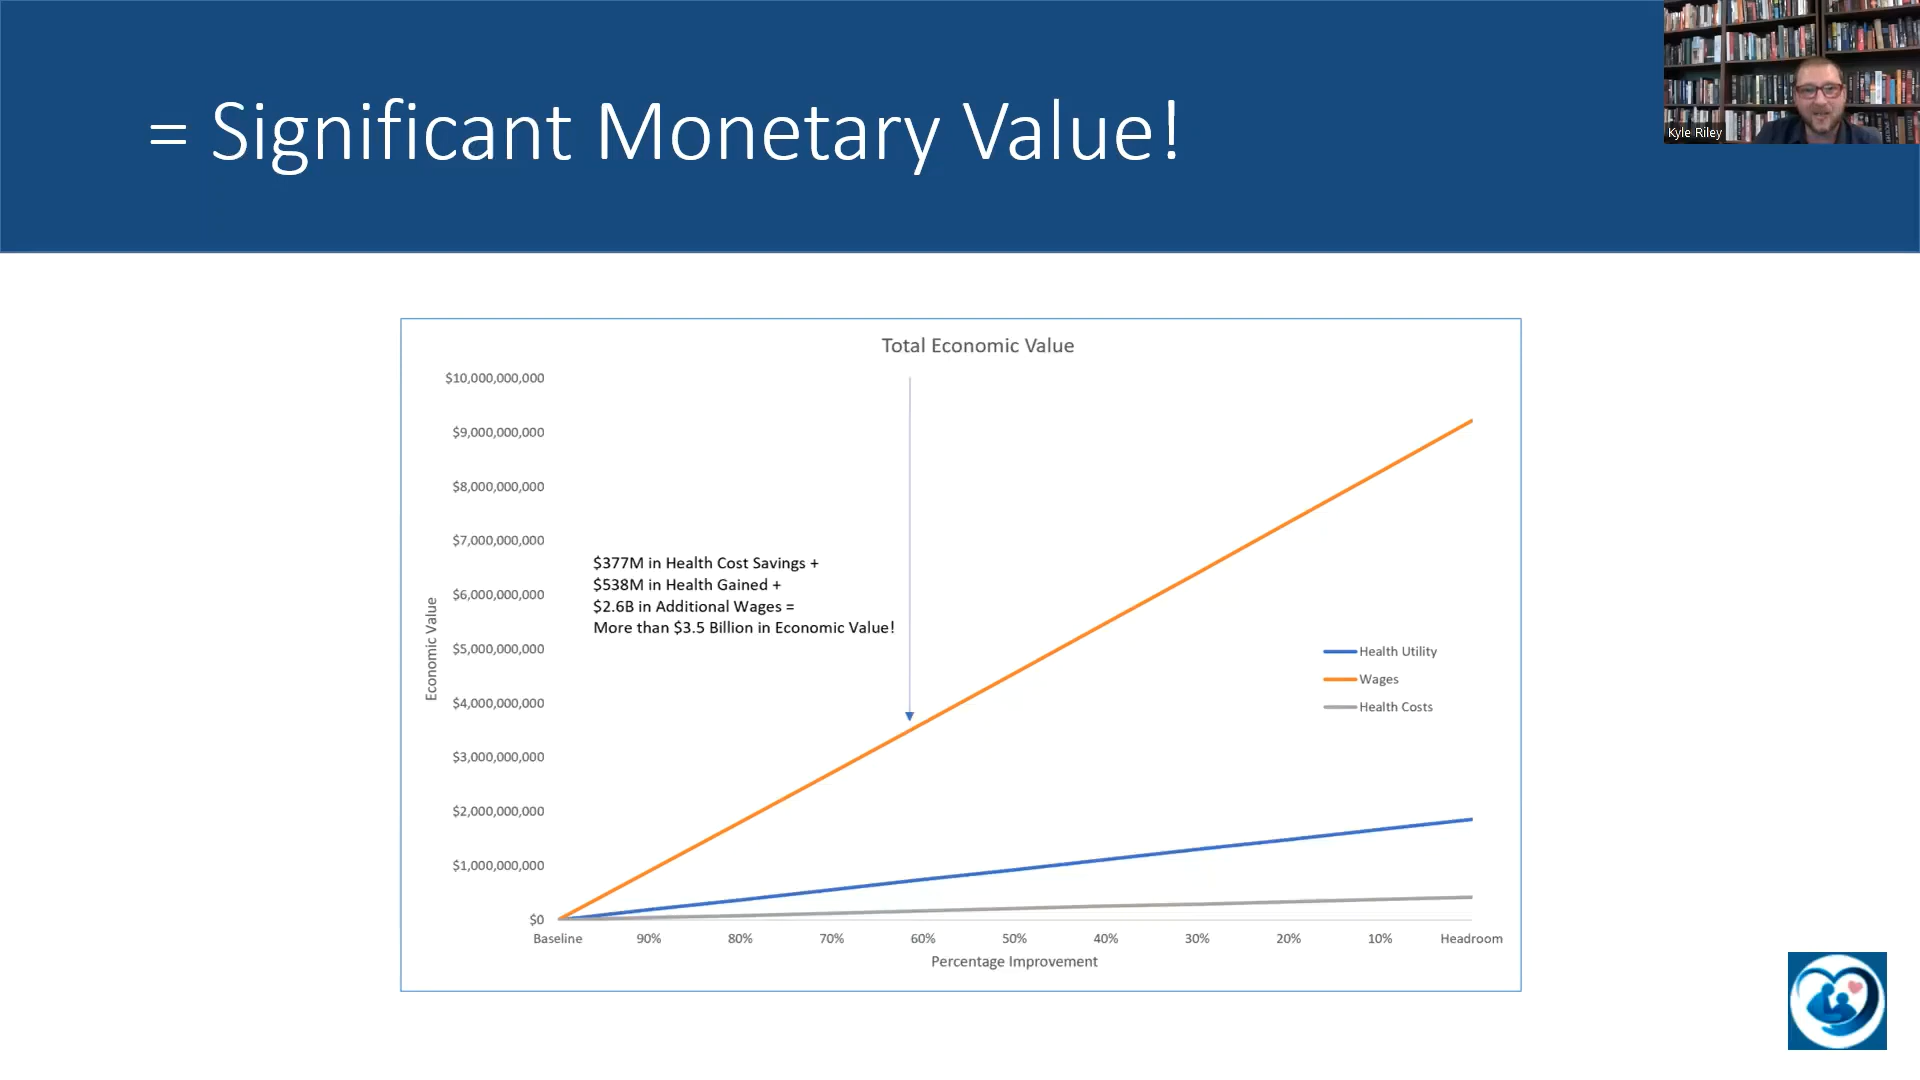 = Significant Monetary Value!
Kyle Riley
Total Economic Value
$10,000,000,000
$9,000,000,000
$8,000,000,000
$7,000,000,000
$6,000,000,000
$5,000,000,000
$4,000,000,000
$3,000,000,000
$2,000,000,000
$1,000,000,000
$0
Economic Value
$377M in Health Cost Savings +
$538M in Health Gained +
$2.6B in Additional Wages =
More than $3.5 Billion in Economic Value!
Health Utility
Wages
Health Costs
Baseline 90% 80% 70% 60% 50% 40% 30% 20% 10% Headroom
Percentage Improvement